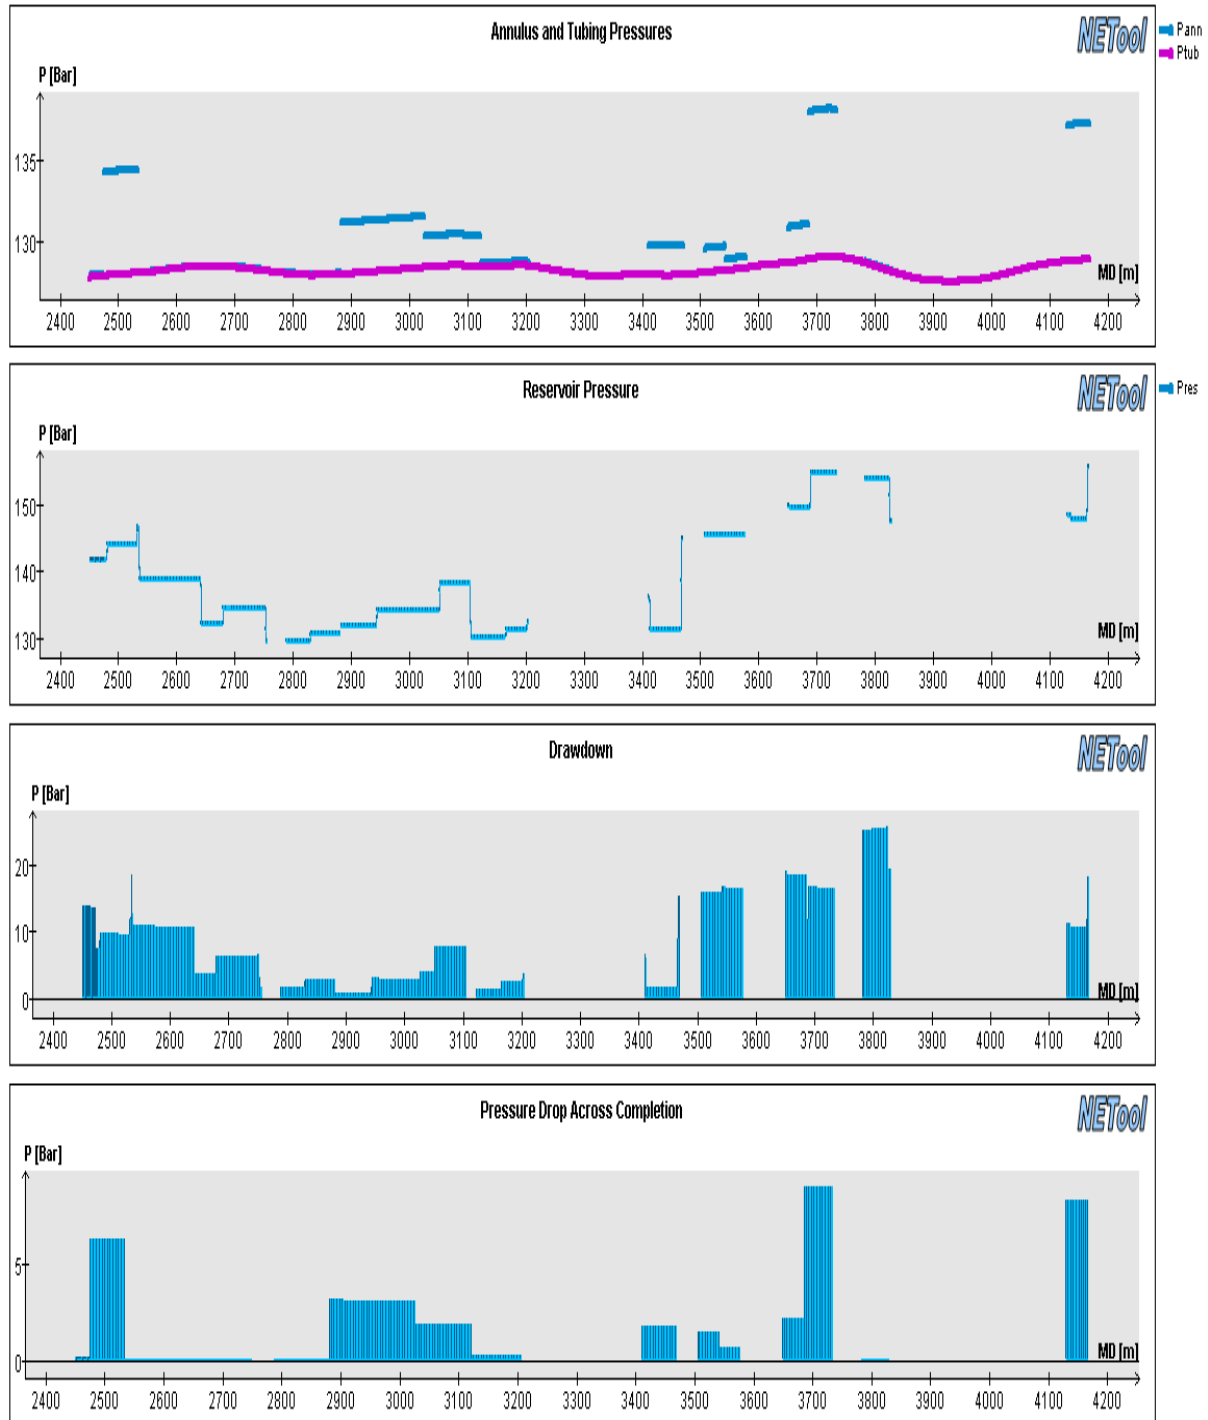 Annulus and Tubing Pressures
NETool
Pann
Ptub
P [Bar]
135
130
MD [m]
2400 2500 2600 2700 2800 2900 3000 3100 3200 3300 3400 3500 3600 3700 3800 3900 4000 4100 4200
Reservoir Pressure
NETool
Pres
P [Bar]
150
140
130
MD [m]
2400 2500 2600 2700 2800 2900 3000 3100 3200 3300 3400 3500 3600 3700 3800 3900 4000 4100 4200
Drawdown
NETool
P [Bar]
20
10
0
MD [m]
2400 2500 2600 2700 2800 2900 3000 3100 3200 3300 3400 3500 3600 3700 3800 3900 4000 4100 4200
Pressure Drop Across Completion
NETool
P [Bar]
5
0
MD [m]
2400 2500 2600 2700 2800 2900 3000 3100 3200 3300 3400 3500 3600 3700 3800 3900 4000 4100 4200